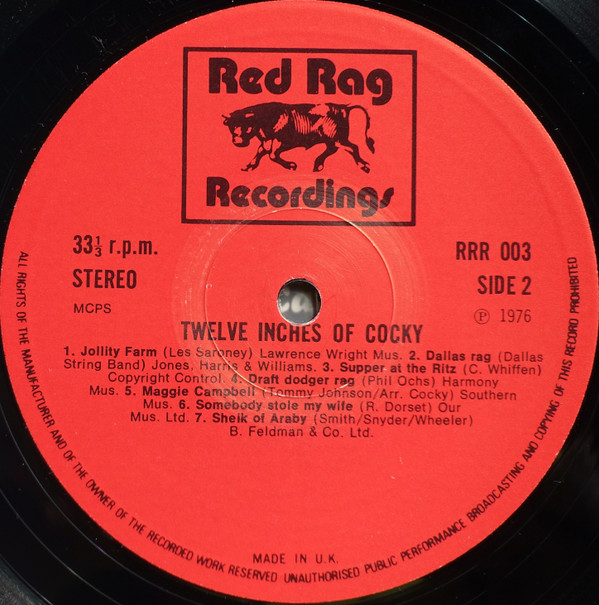 Red Rag
Recordings
33⅓ r.p.m.
STEREO
MCPS
RRR 003
SIDE 2
Ⓟ 1976
TWELVE INCHES OF COCKY
1. Jollity Farm (Les Saroney) Lawrence Wright Mus. 2. Dallas rag (Dallas
String Band) Jones, Harris & Williams. 3. Supper at the Ritz (C. Whiffen)
Copyright Control. 4. Draft dodger rag (Phil Ochs) Harmony
Mus. 5. Maggie Campbell (Tommy Johnson/Arr. Cocky) Southern
Mus. 6. Somebody stole my wife (R. Dorset) Our
Mus. Ltd. 7. Sheik of Araby (Smith/Snyder/Wheeler)
B. Feldman & Co. Ltd.
MADE IN U.K.
ALL RIGHTS OF THE MANUFACTURER AND OF THE OWNER OF THE RECORDED WORK RESERVED UNAUTHORISED PUBLIC PERFORMANCE BROADCASTING AND COPYING OF THIS RECORD PROHIBITED